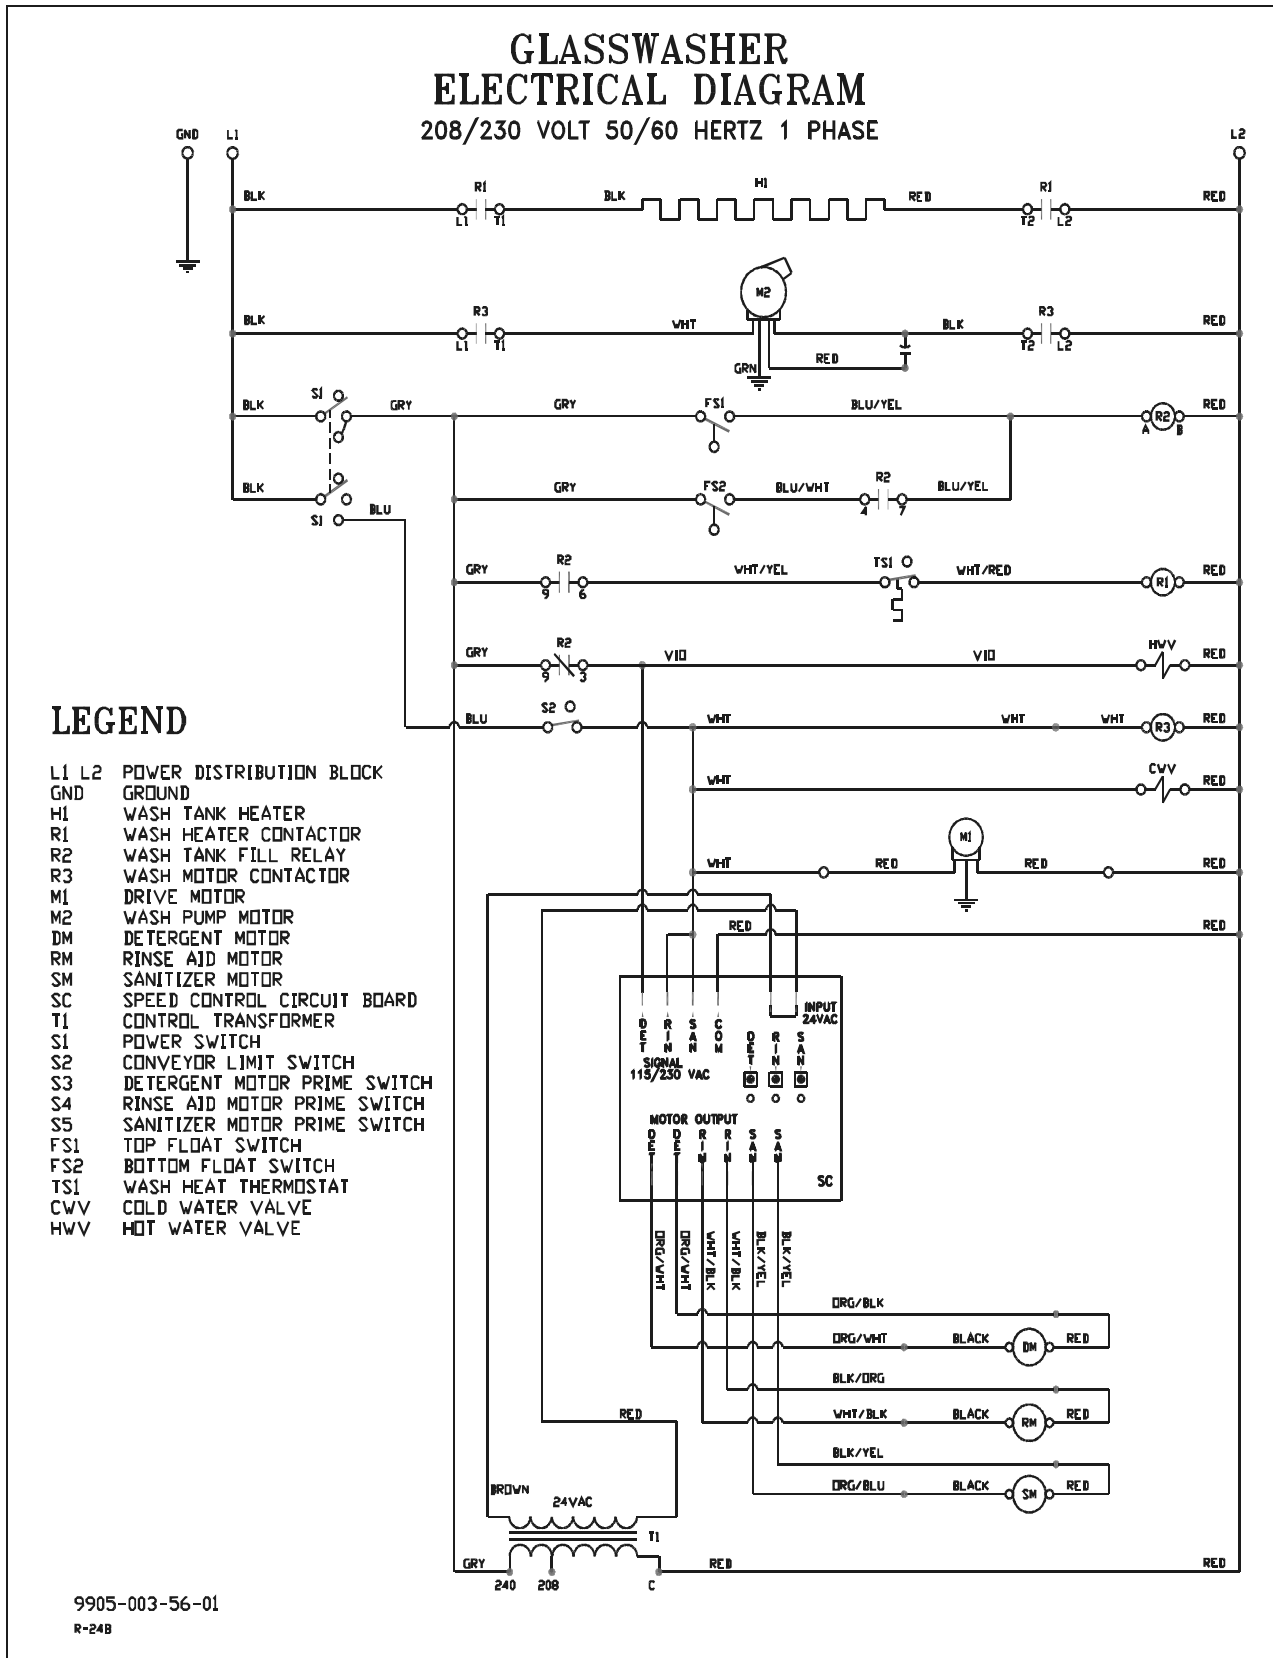 GLASSWASHER
ELECTRICAL DIAGRAM
208/230 VOLT 50/60 HERTZ 1 PHASE
GND L1 L2
BLK R1 BLK H1 RED R1 RED
L1 T1 T2 L2
M2
BLK R3 WHT BLK R3 RED
L1 T1 T2 L2
GRN RED
BLK S1 GRY GRY FS1 BLU/YEL R2 RED
A B
BLK GRY FS2 BLU/WHT R2 BLU/YEL
4 7
S1 BLU
GRY R2 WHT/YEL TS1 WHT/RED R1 RED
9 6
GRY R2 VIO VIO HWV RED
9 3
BLU S2 WHT WHT WHT R3 RED
WHT CWV RED
WHT RED M1 RED RED
RED RED
LEGEND
L1 L2 POWER DISTRIBUTION BLOCK
GND GROUND
H1 WASH TANK HEATER
R1 WASH HEATER CONTACTOR
R2 WASH TANK FILL RELAY
R3 WASH MOTOR CONTACTOR
M1 DRIVE MOTOR
M2 WASH PUMP MOTOR
DM DETERGENT MOTOR
RM RINSE AID MOTOR
SM SANITIZER MOTOR
SC SPEED CONTROL CIRCUIT BOARD
T1 CONTROL TRANSFORMER
S1 POWER SWITCH
S2 CONVEYOR LIMIT SWITCH
S3 DETERGENT MOTOR PRIME SWITCH
S4 RINSE AID MOTOR PRIME SWITCH
S5 SANITIZER MOTOR PRIME SWITCH
FS1 TOP FLOAT SWITCH
FS2 BOTTOM FLOAT SWITCH
TS1 WASH HEAT THERMOSTAT
CWV COLD WATER VALVE
HWV HOT WATER VALVE
INPUT
24VAC
DET RIN SAN COM DET RIN SAN
SIGNAL
115/230 VAC
MOTOR OUTPUT
DET DET RIN RIN SAN SAN
SC
ORG/WHT ORG/WHT WHT/BLK WHT/BLK BLK/YEL BLK/YEL
ORG/BLK
ORG/WHT BLACK DM RED
BLK/ORG
WHT/BLK BLACK RM RED
BLK/YEL
ORG/BLU BLACK SM RED
RED
BROWN
24VAC
T1
GRY RED RED
240 208 C
9905-003-56-01
R-24B